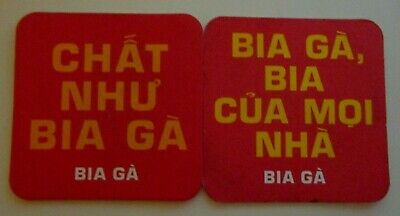 CHẤT
NHƯ
BIA GÀ
BIA GÀ
BIA GÀ,
BIA
CỦA MỌI
NHÀ
BIA GÀ